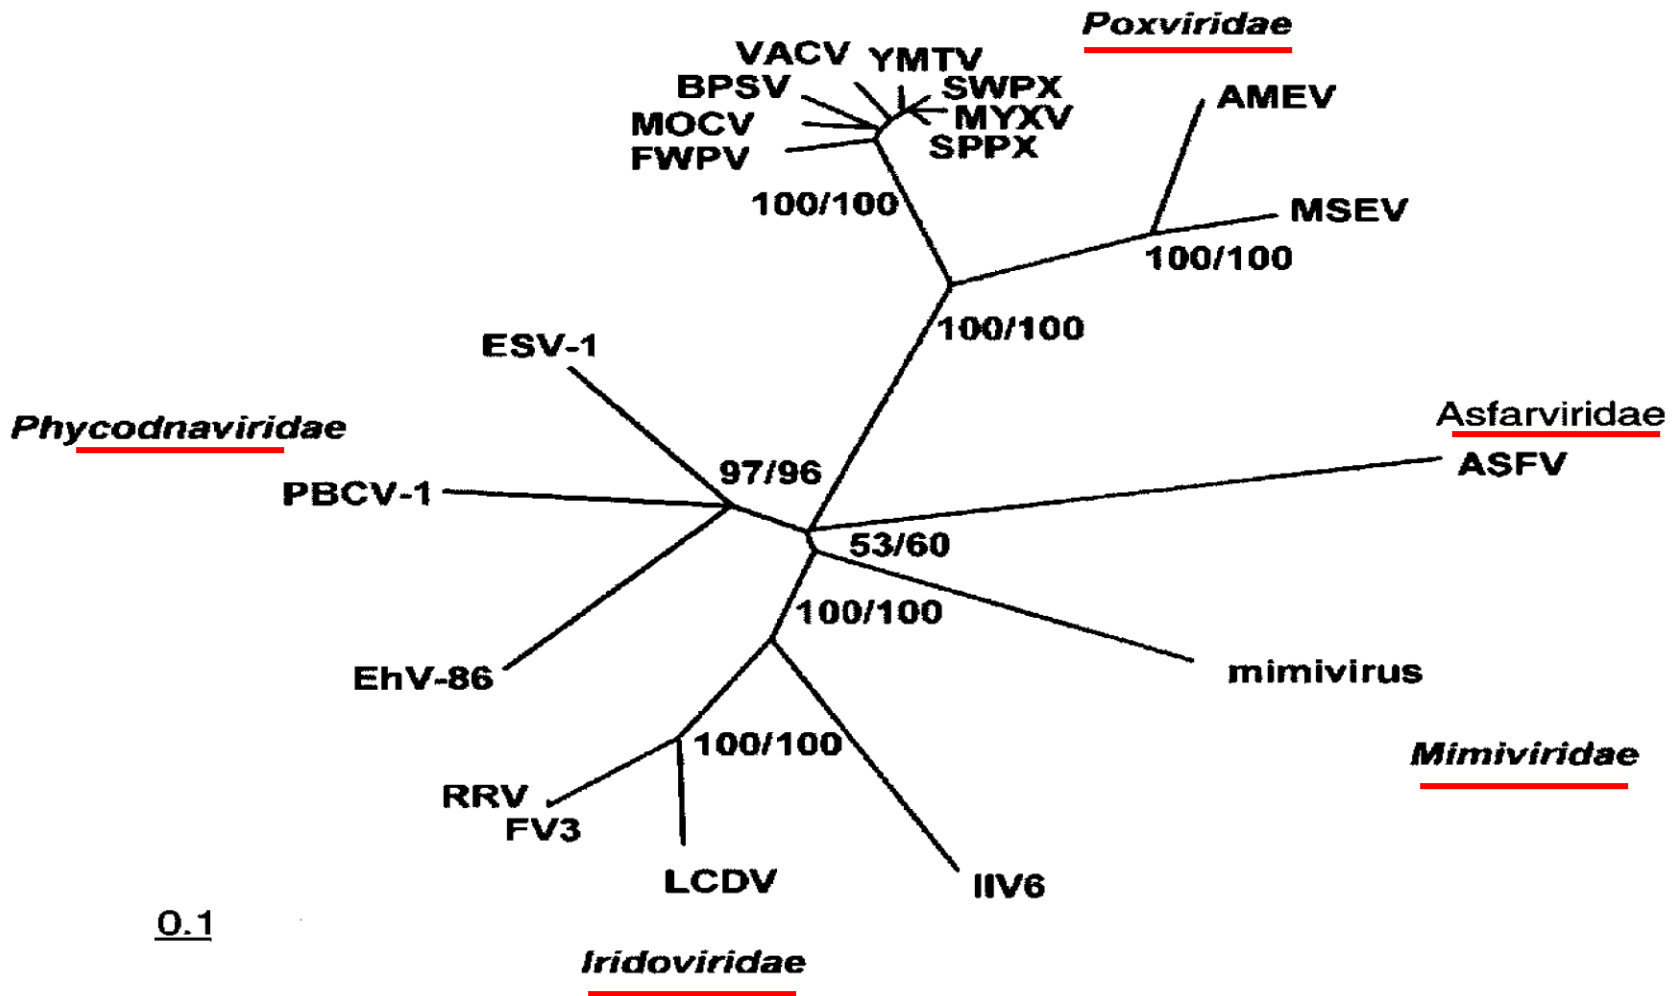 Poxviridae
VACV
YMTV
BPSV
SWPX
AMEV
MOCV
MYXV
FWPV
SPPX
100/100
MSEV
100/100
100/100
ESV-1
Asfarviridae
Phycodnaviridae
ASFV
97/96
PBCV-1
53/60
100/100
EhV-86
mimivirus
100/100
Mimiviridae
RRV
FV3
LCDV
IIV6
0.1
Iridoviridae